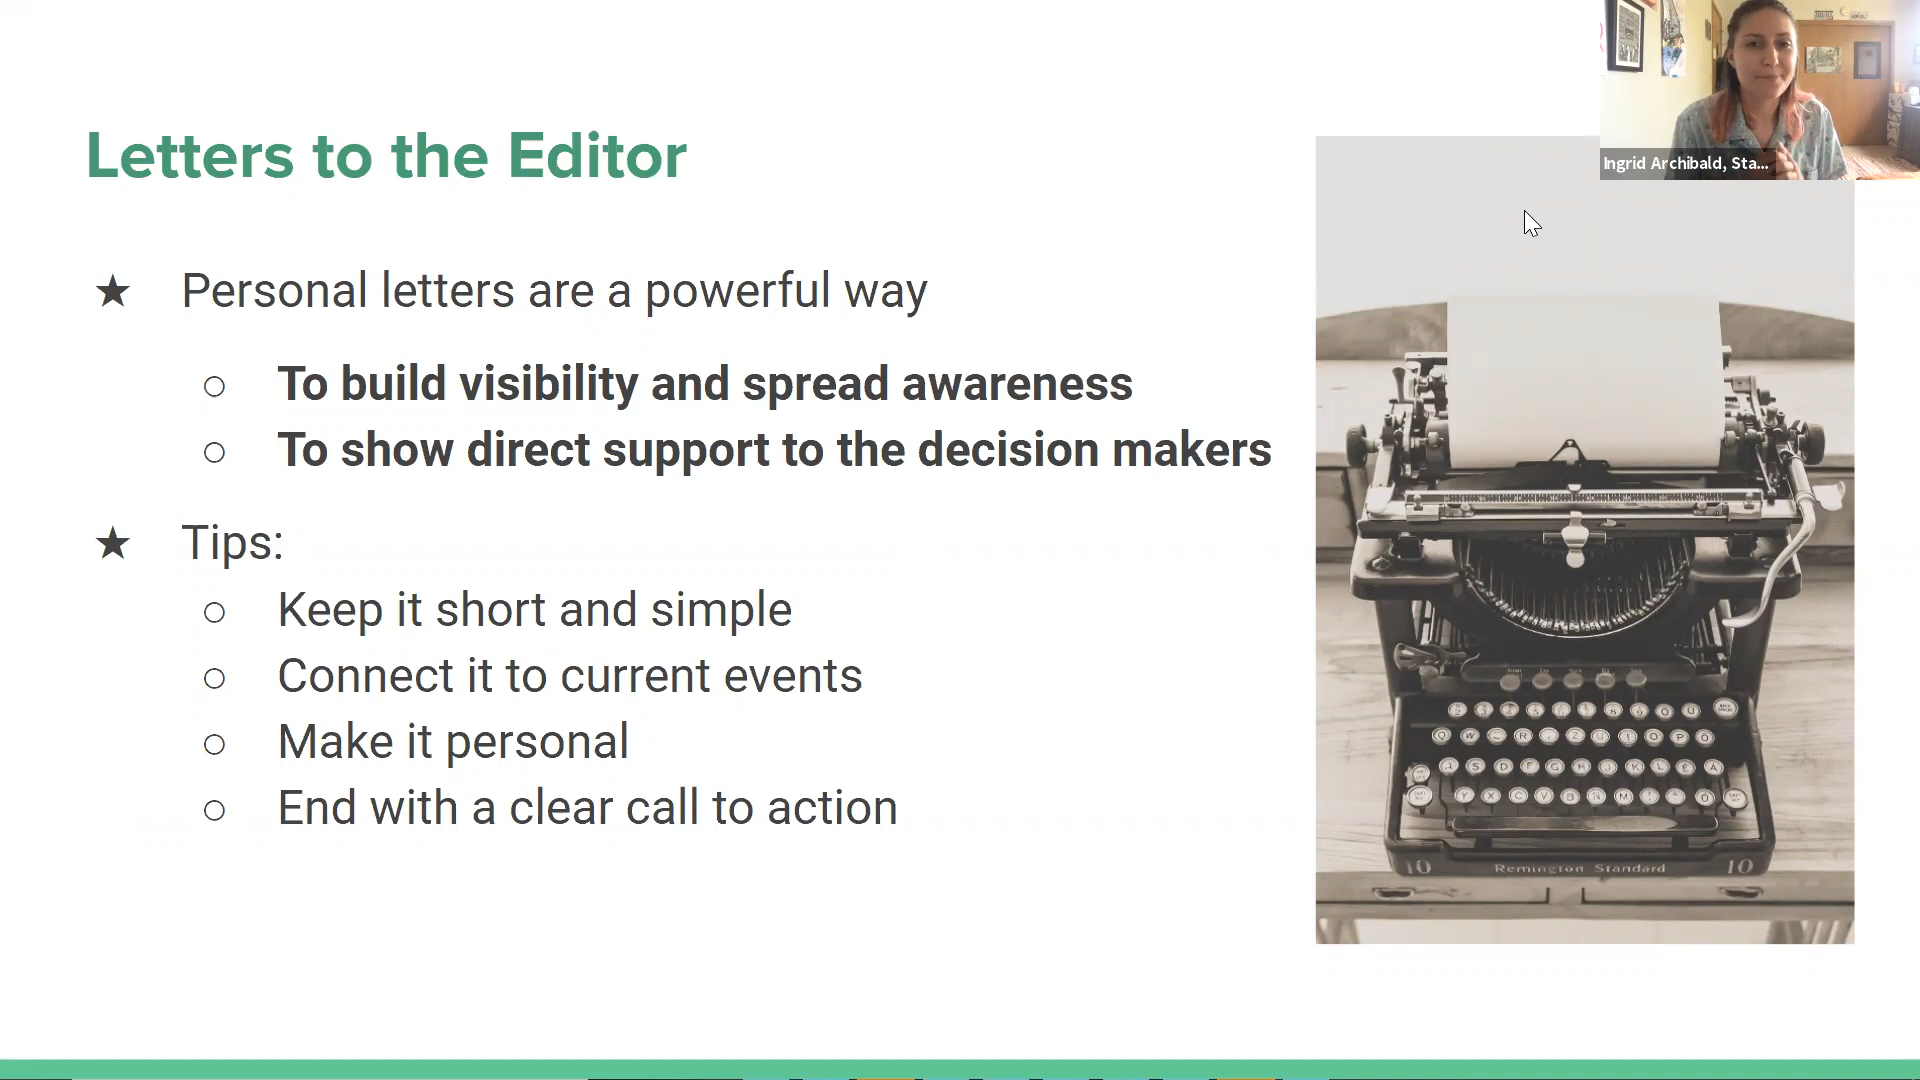 Letters to the Editor
Ingrid Archibald, Sta...
★ Personal letters are a powerful way
○ To build visibility and spread awareness
○ To show direct support to the decision makers
★ Tips:
○ Keep it short and simple
○ Connect it to current events
○ Make it personal
○ End with a clear call to action
10 Remington Standard 10